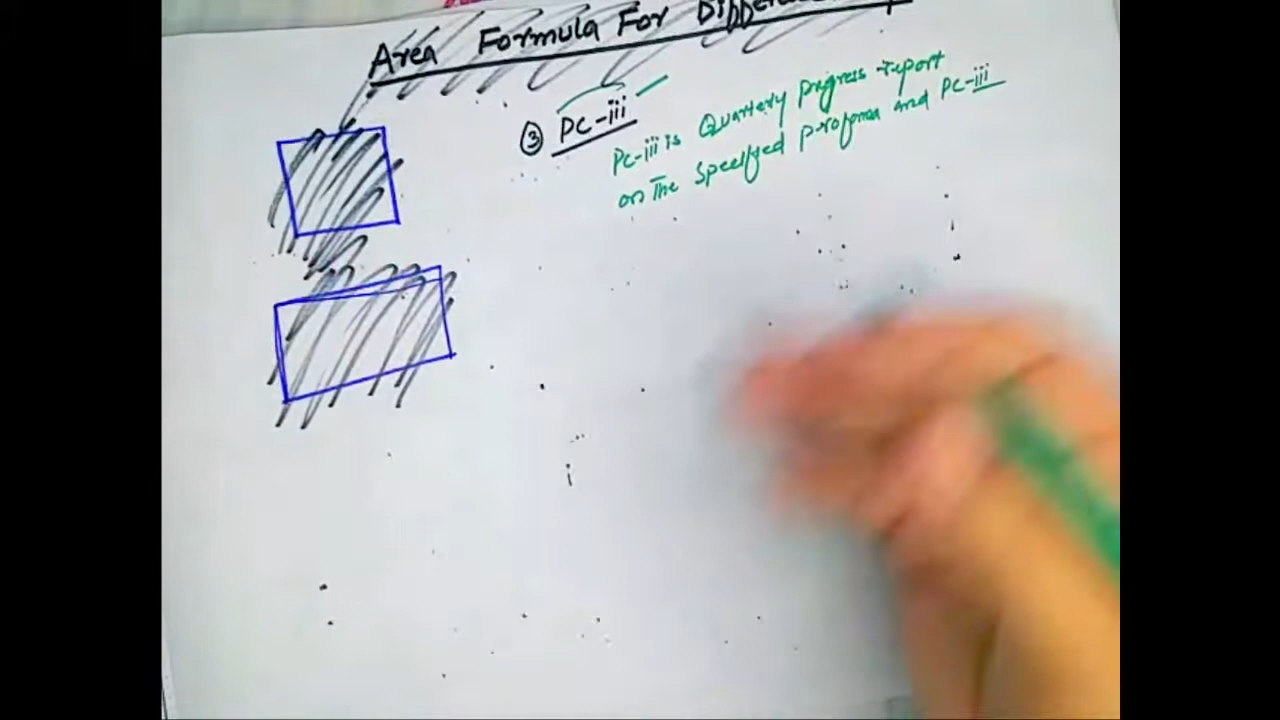 Area Formula For
③ PC-iii
PC-iii is Quarterly progress report
on The specified proforma and PC-iii
i